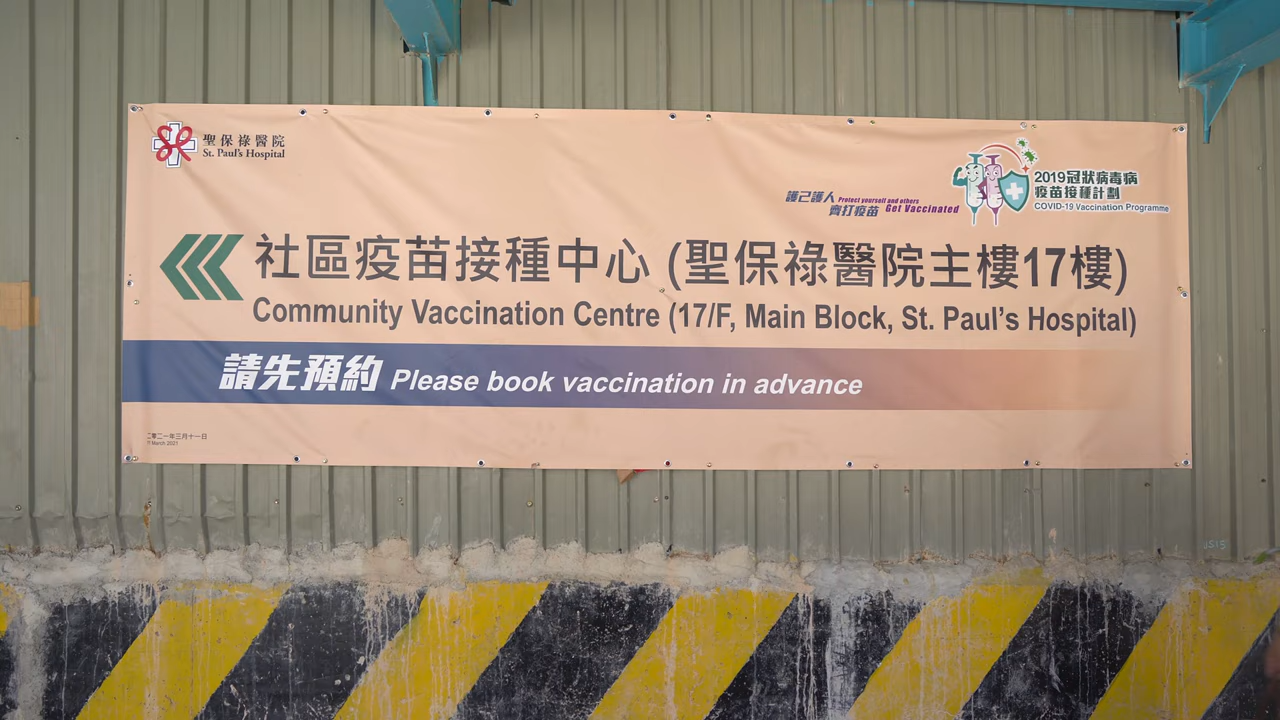 聖保祿醫院
St. Paul's Hospital
2019冠狀病毒病
疫苗接種計劃
COVID-19 Vaccination Programme
護己護人 Protect yourself and others
齊打疫苗 Get Vaccinated
社區疫苗接種中心 (聖保祿醫院主樓17樓)
Community Vaccination Centre (17/F, Main Block, St. Paul's Hospital)
請先預約 Please book vaccination in advance
二零二一年三月十一日
11 March 2021